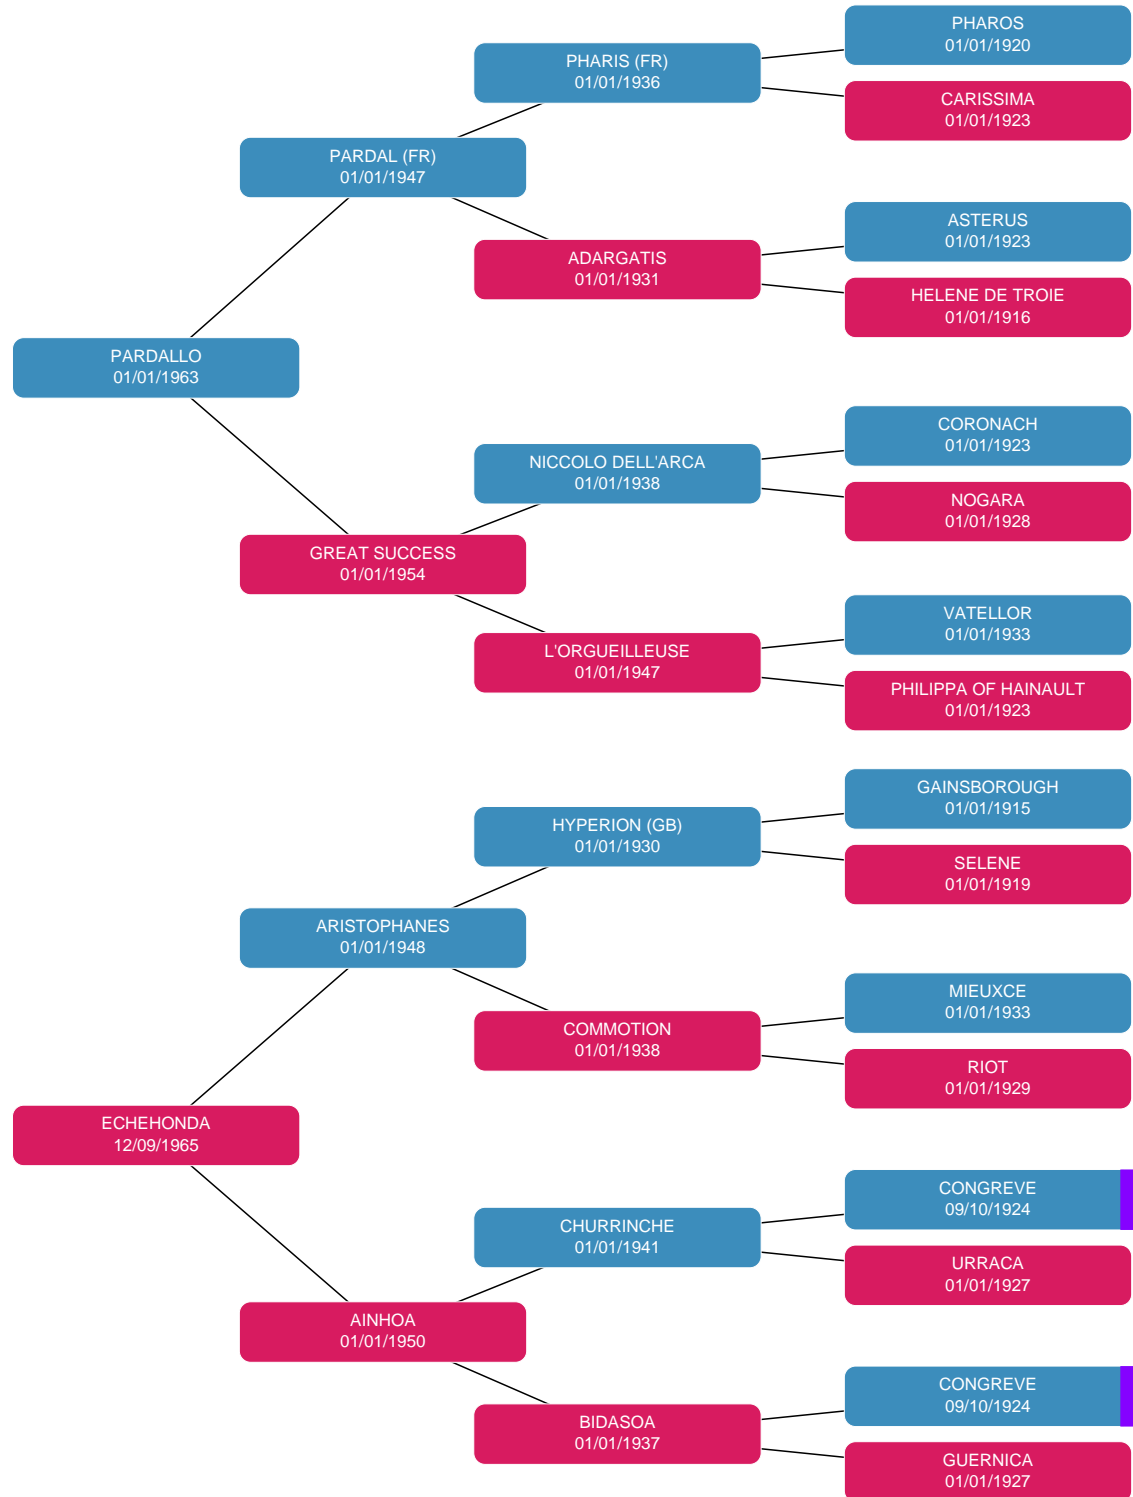 PHAROS
01/01/1920
PHARIS (FR)
01/01/1936
CARISSIMA
01/01/1923
PARDAL (FR)
01/01/1947
ASTERUS
01/01/1923
ADARGATIS
01/01/1931
HELENE DE TROIE
01/01/1916
PARDALLO
01/01/1963
CORONACH
01/01/1923
NICCOLO DELL'ARCA
01/01/1938
NOGARA
01/01/1928
GREAT SUCCESS
01/01/1954
VATELLOR
01/01/1933
L'ORGUEILLEUSE
01/01/1947
PHILIPPA OF HAINAULT
01/01/1923
GAINSBOROUGH
01/01/1915
HYPERION (GB)
01/01/1930
SELENE
01/01/1919
ARISTOPHANES
01/01/1948
MIEUXCE
01/01/1933
COMMOTION
01/01/1938
RIOT
01/01/1929
ECHEHONDA
12/09/1965
CONGREVE
09/10/1924
CHURRINCHE
01/01/1941
URRACA
01/01/1927
AINHOA
01/01/1950
CONGREVE
09/10/1924
BIDASOA
01/01/1937
GUERNICA
01/01/1927